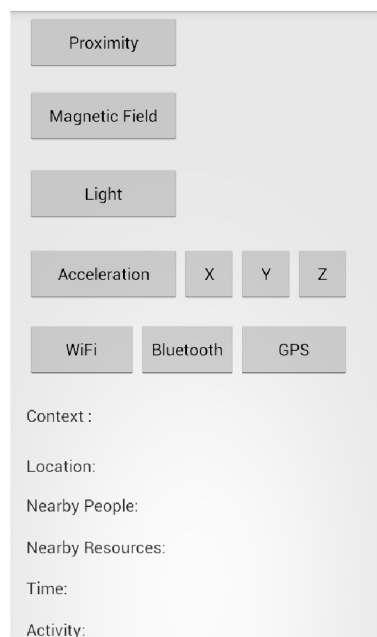 Proximity
Magnetic Field
Light
Acceleration X Y Z
WiFi Bluetooth GPS
Context :
Location:
Nearby People:
Nearby Resources:
Time:
Activity: